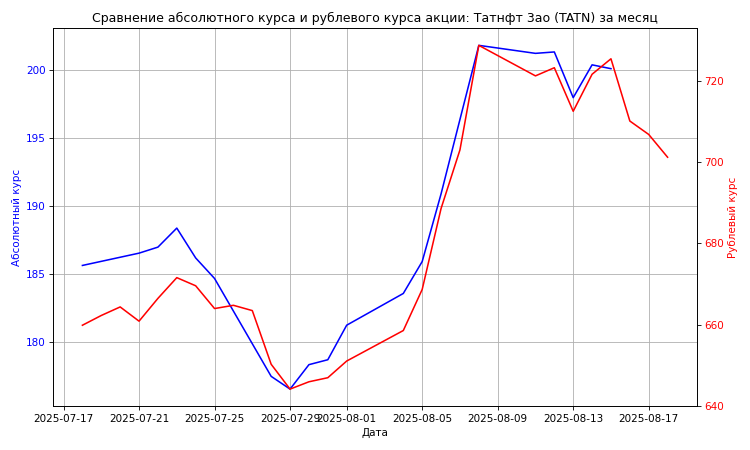 Сравнение абсолютного курса и рублевого курса акции: Татнфт 3ао (TATN) за месяц
200
195
190
185
180
Абсолютный курс
720
700
680
660
640
Рублевый курс
2025-07-17 2025-07-21 2025-07-25 2025-07-29 2025-08-01 2025-08-05 2025-08-09 2025-08-13 2025-08-17
Дата